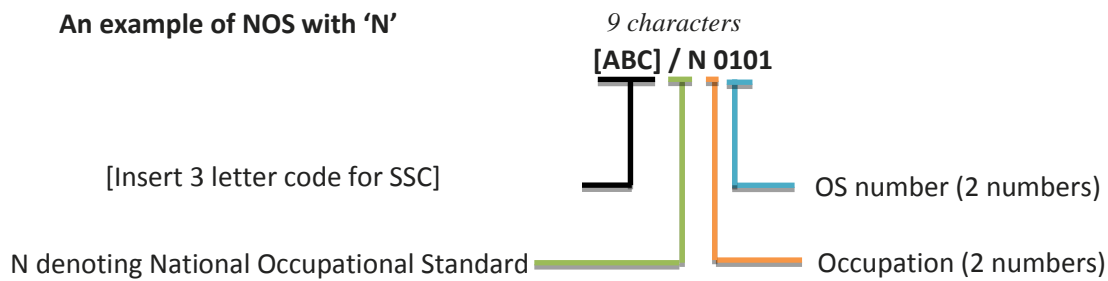 An example of NOS with ‘N’
9 characters
[ABC] / N 0101
[Insert 3 letter code for SSC]
OS number (2 numbers)
N denoting National Occupational Standard
Occupation (2 numbers)